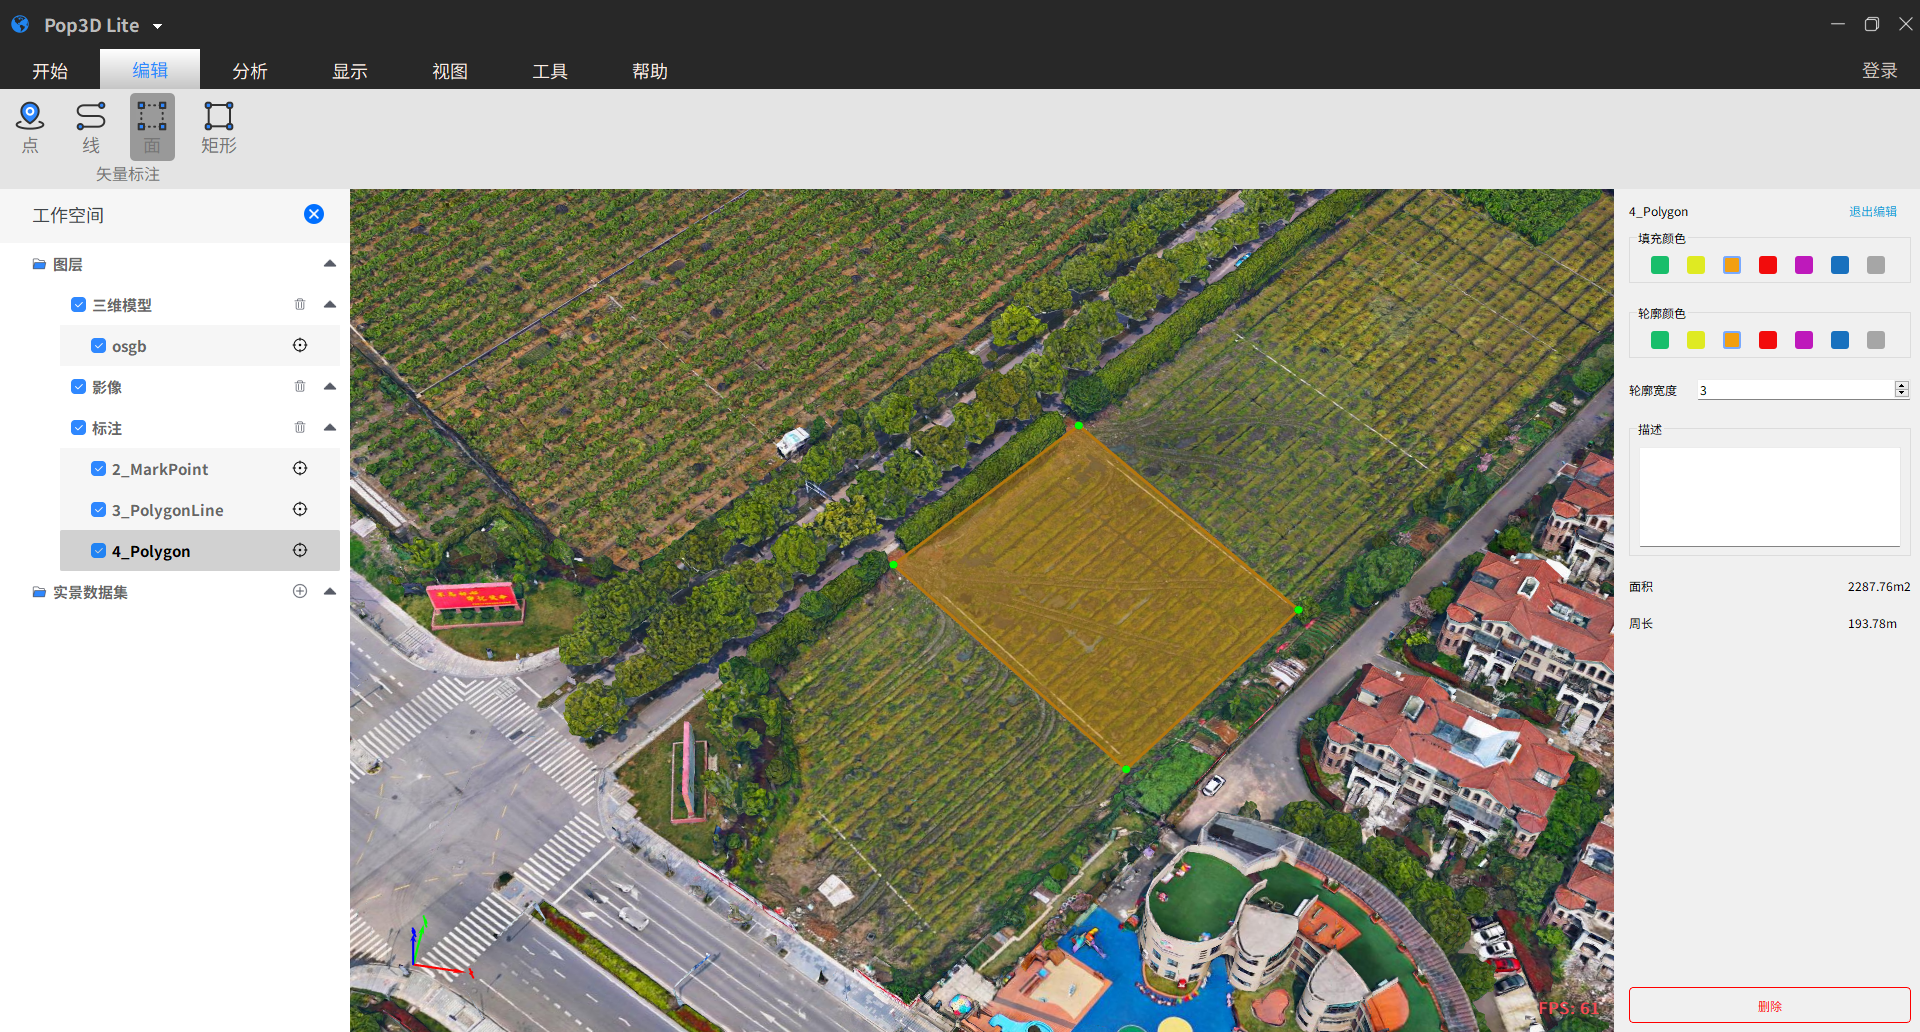 Pop3D Lite
开始 编辑 分析 显示 视图 工具 帮助 登录
点 线 面 矩形
矢量标注
工作空间
图层
三维模型
osgb
影像
标注
2_MarkPoint
3_PolygonLine
4_Polygon
实景数据集
4_Polygon 退出编辑
填充颜色
轮廓颜色
轮廓宽度 3
描述
面积 2287.76m2
周长 193.78m
删除
FPS: 61